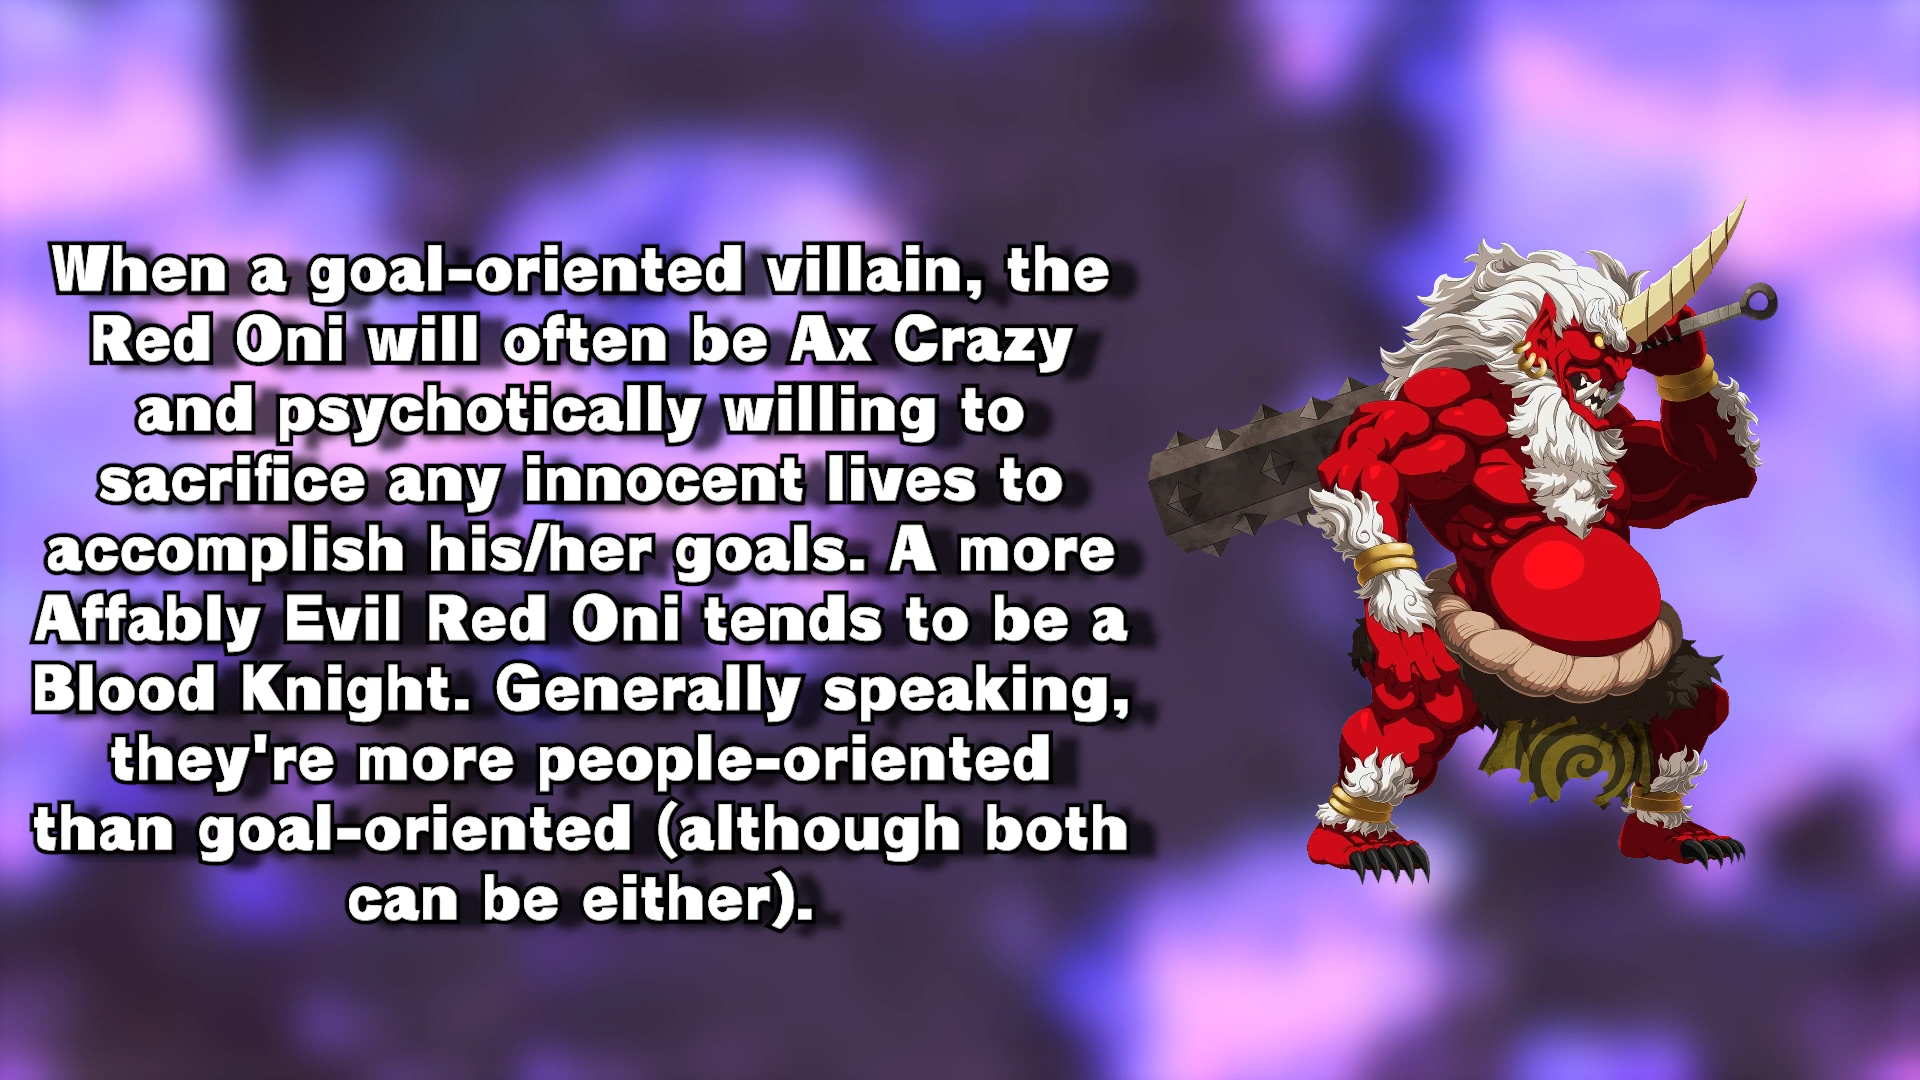 When a goal-oriented villain, the
Red Oni will often be Ax Crazy
and psychotically willing to
sacrifice any innocent lives to
accomplish his/her goals. A more
Affably Evil Red Oni tends to be a
Blood Knight. Generally speaking,
they're more people-oriented
than goal-oriented (although both
can be either).